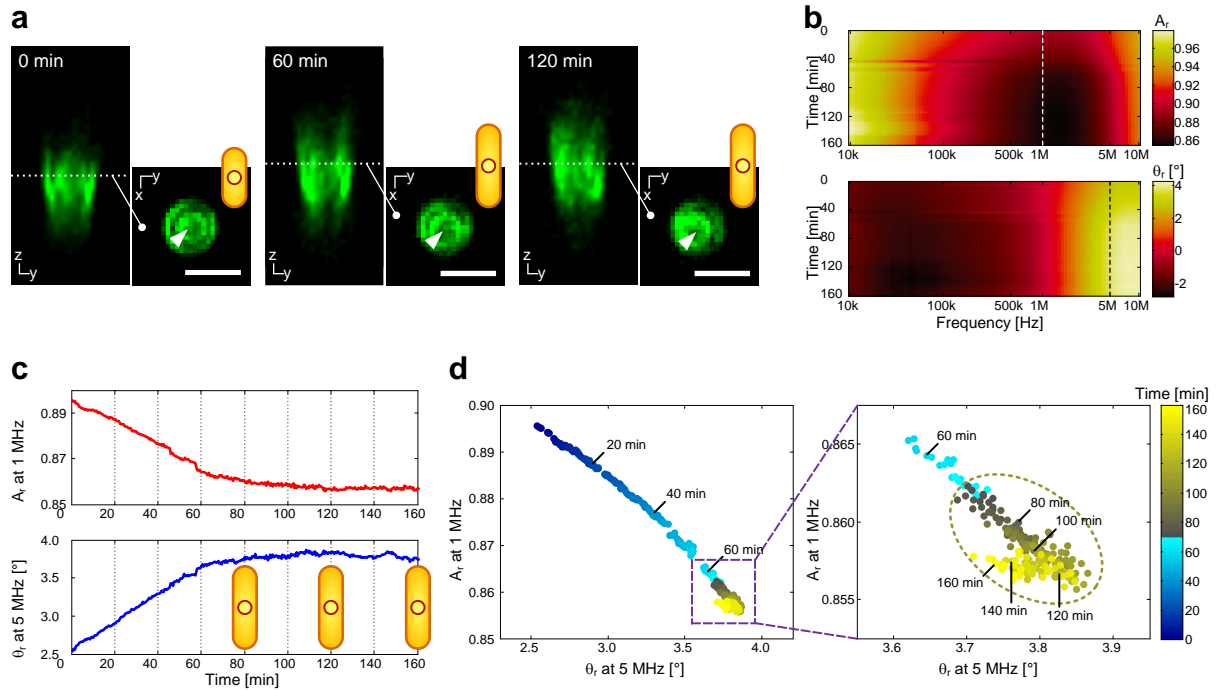 a
0 min
60 min
120 min
x
y
z
y
x
y
z
y
x
y
z
y
b
A_r
Time [min]
0
40
80
120
160
10k
100k
500k
1M
5M
10M
0.96
0.94
0.92
0.90
0.88
0.86
θ_r [°]
Time [min]
0
40
80
120
160
10k
100k
500k
1M
5M
10M
Frequency [Hz]
4
2
0
-2
c
A_r at 1 MHz
0.89
0.87
0.85
0
20
40
60
80
100
120
140
160
θ_r at 5 MHz [°]
4.0
3.5
3.0
2.5
0
20
40
60
80
100
120
140
160
Time [min]
d
A_r at 1 MHz
0.90
0.89
0.88
0.87
0.86
0.85
2.5
3.0
3.5
4.0
θ_r at 5 MHz [°]
20 min
40 min
60 min
A_r at 1 MHz
0.865
0.860
0.855
3.6
3.7
3.8
3.9
θ_r at 5 MHz [°]
60 min
80 min
100 min
160 min
140 min
120 min
Time [min]
160
140
120
100
80
60
40
20
0